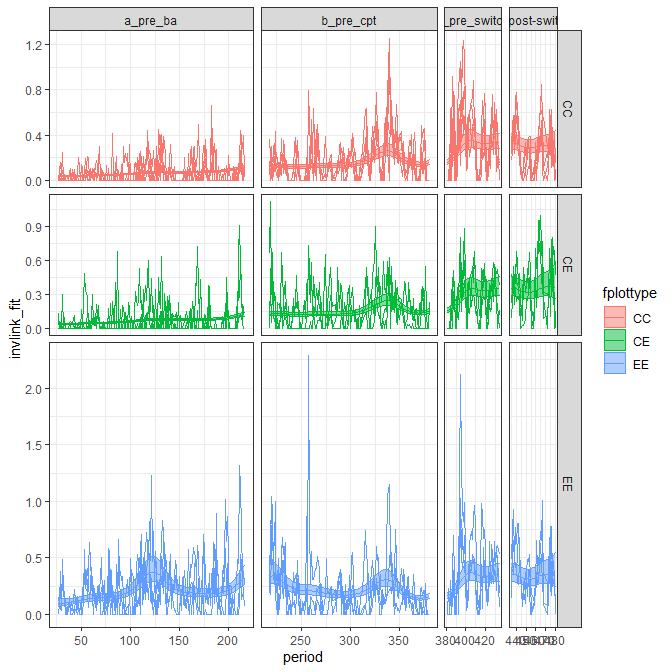 a_pre_ba b_pre_cpt _pre_switc post-swit
1.2
0.8
0.4
0.0
CC
0.9
0.6
0.3
0.0
CE
2.0
1.5
1.0
0.5
0.0
EE
invlink_fit
50 100 150 200 250 300 350 380 400 420
period
fplottype
CC
CE
EE